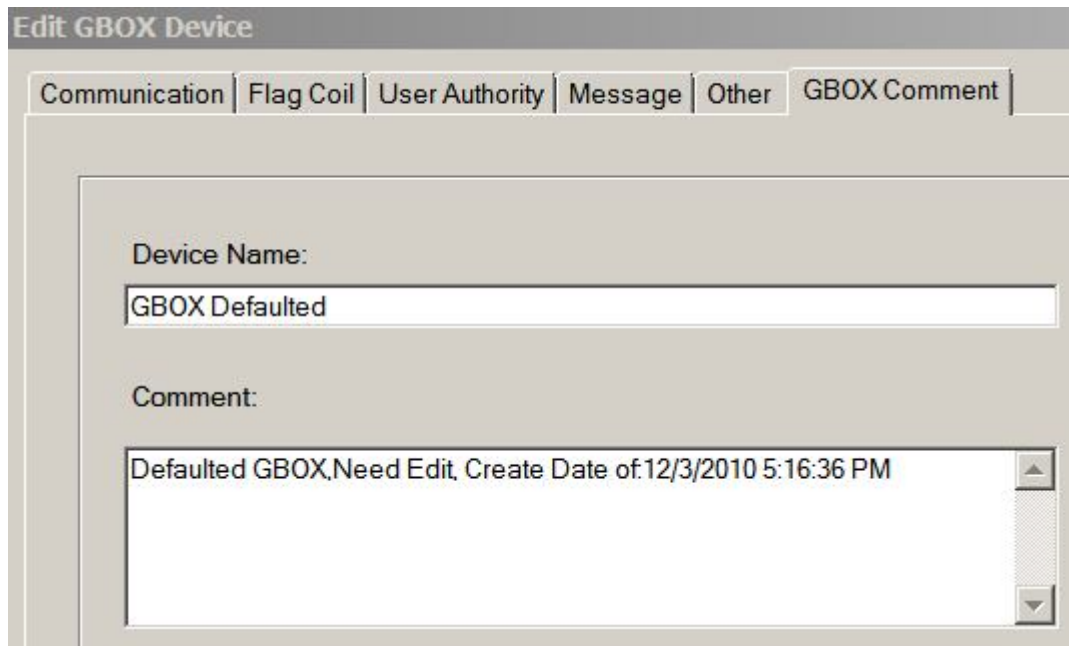 Edit GBOX Device
Communication Flag Coil User Authority Message Other GBOX Comment
Device Name:
GBOX Defaulted
Comment:
Defaulted GBOX,Need Edit, Create Date of:12/3/2010 5:16:36 PM